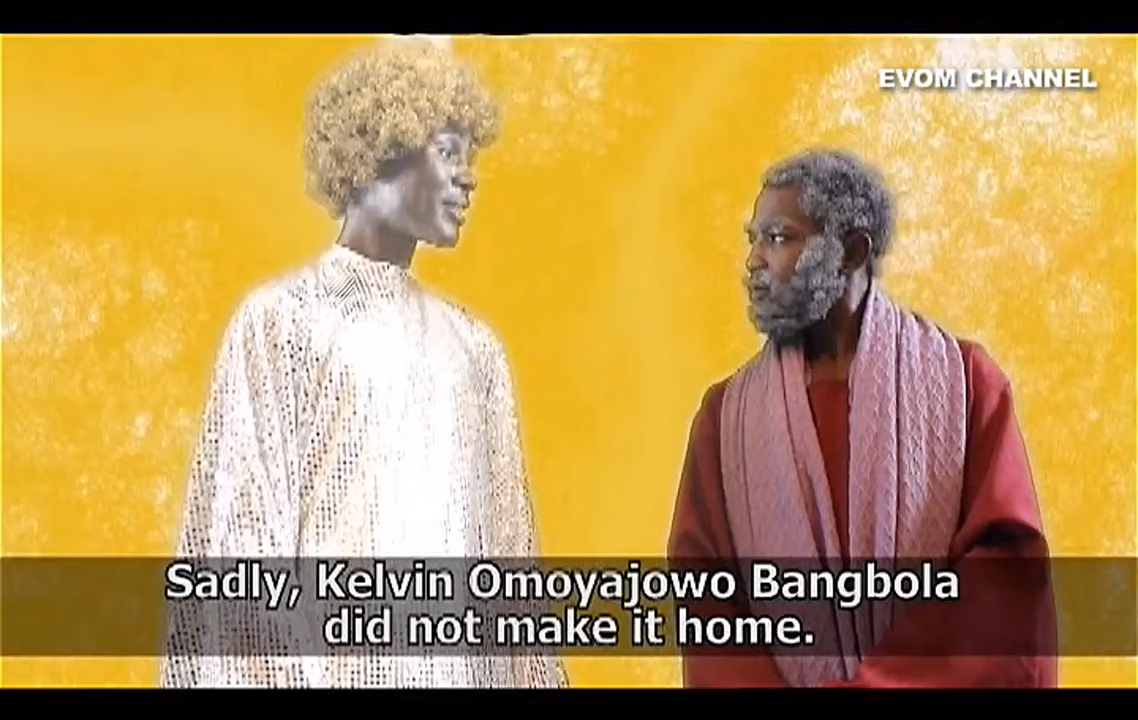 EVOM CHANNEL
Sadly, Kelvin Omoyajowo Bangbola
did not make it home.